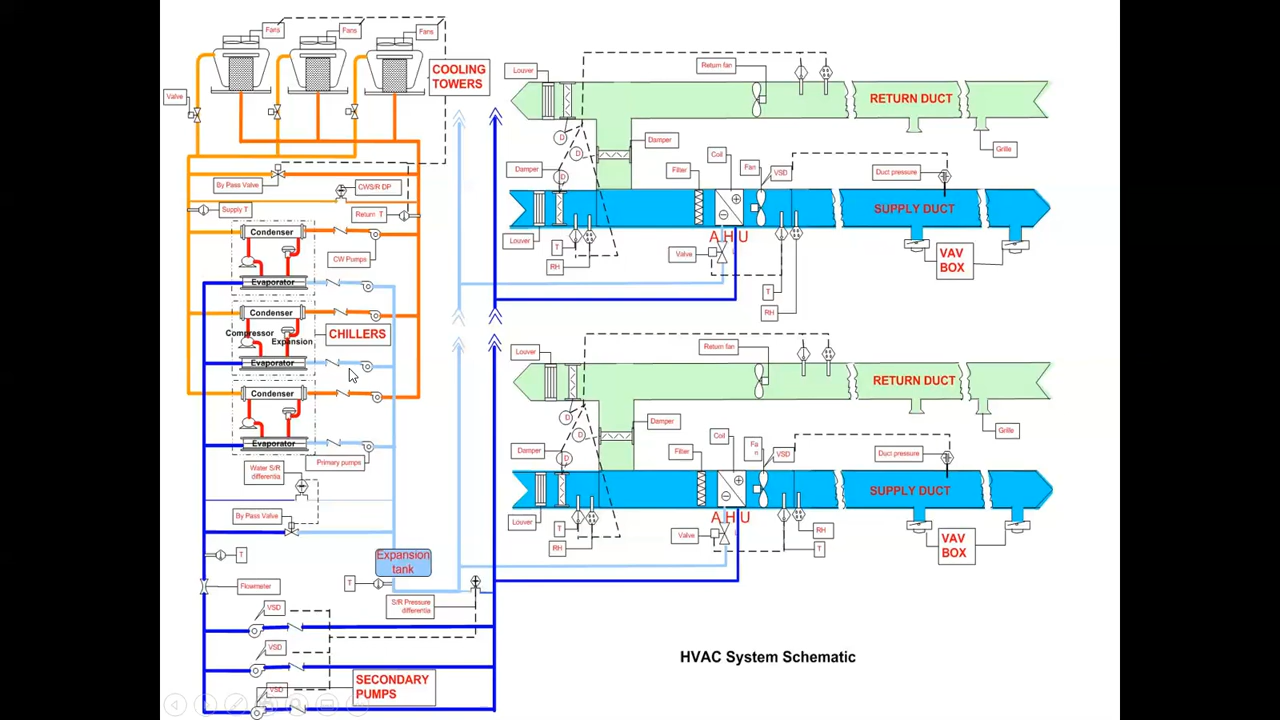 Fans
Fans
Fans
COOLING
TOWERS
Valve
By Pass Valve
CWS/R DP
Supply T
Return T
Condenser
CW Pumps
Evaporator
Condenser
Compressor
Expansion
CHILLERS
Evaporator
Condenser
Evaporator
Primary pumps
Water S/R
differentia
By Pass Valve
T
Expansion
tank
T
Flowmeter
S/R Pressure
differentia
VSD
VSD
VSD
SECONDARY
PUMPS
Louver
Return fan
RETURN DUCT
D
D
D
Damper
Grille
Damper
Filter
Coil
Fan
VSD
Duct pressure
SUPPLY DUCT
Louver
T
RH
AHU
Valve
T
RH
VAV
BOX
Louver
Return fan
RETURN DUCT
D
D
D
Damper
Grille
Damper
Filter
Coil
Fa
n
VSD
Duct pressure
SUPPLY DUCT
Louver
T
RH
AHU
Valve
RH
T
VAV
BOX
HVAC System Schematic